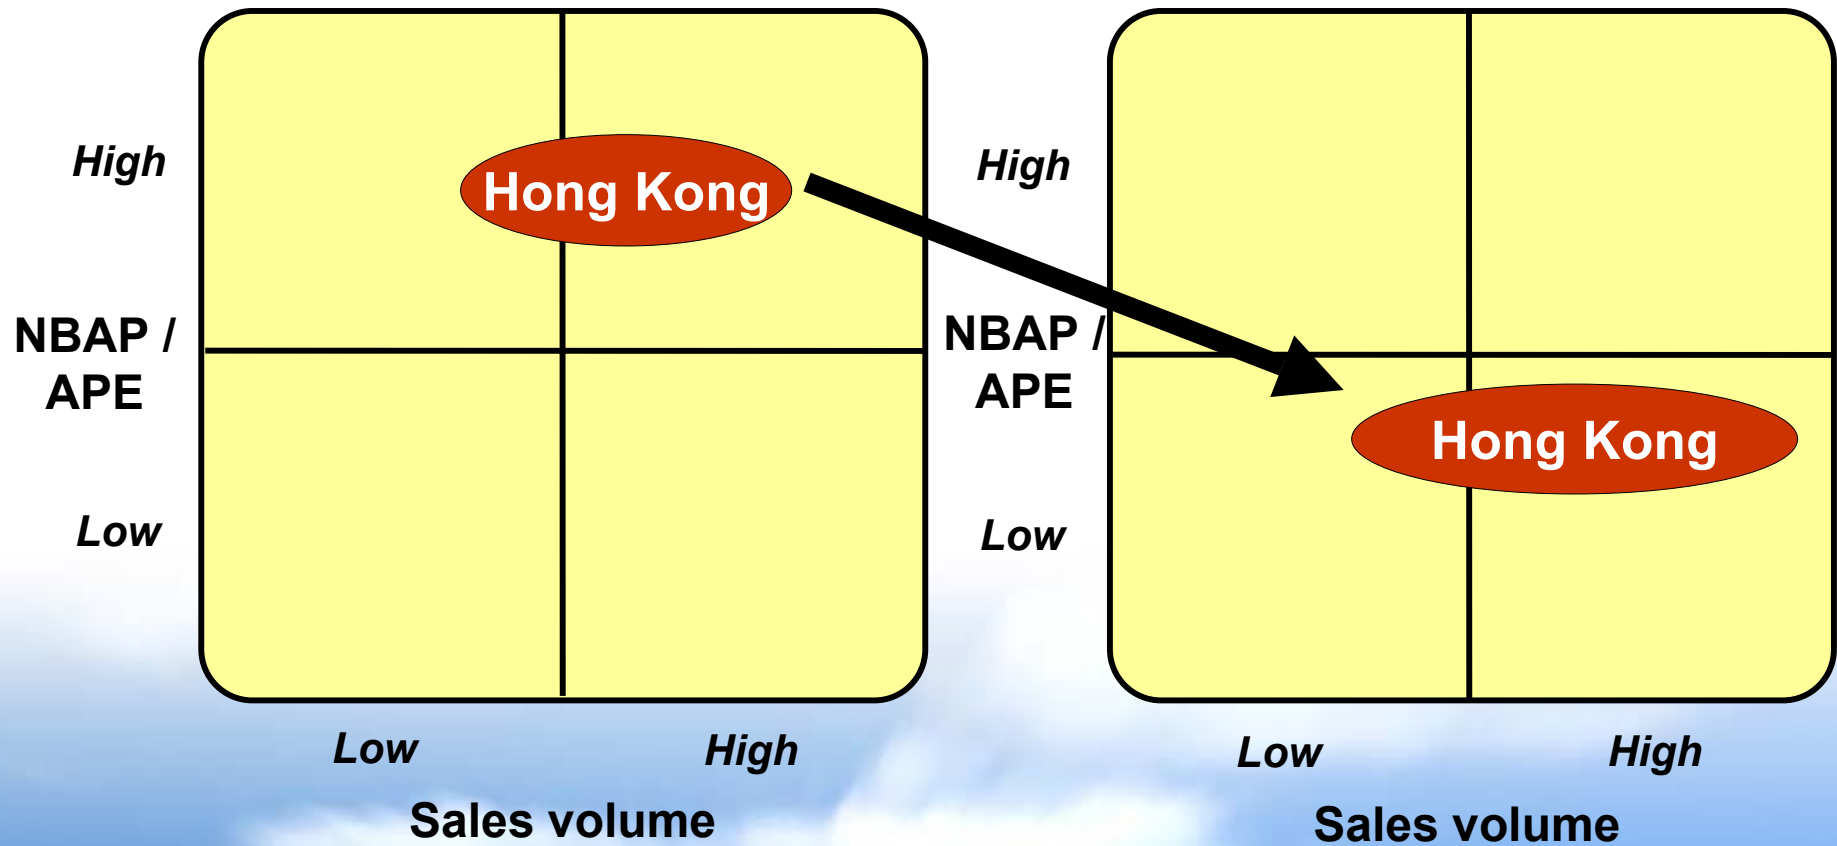 High
Hong Kong
NBAP /
APE
Low
Low
High
Sales volume
High
NBAP /
APE
Hong Kong
Low
Low
High
Sales volume